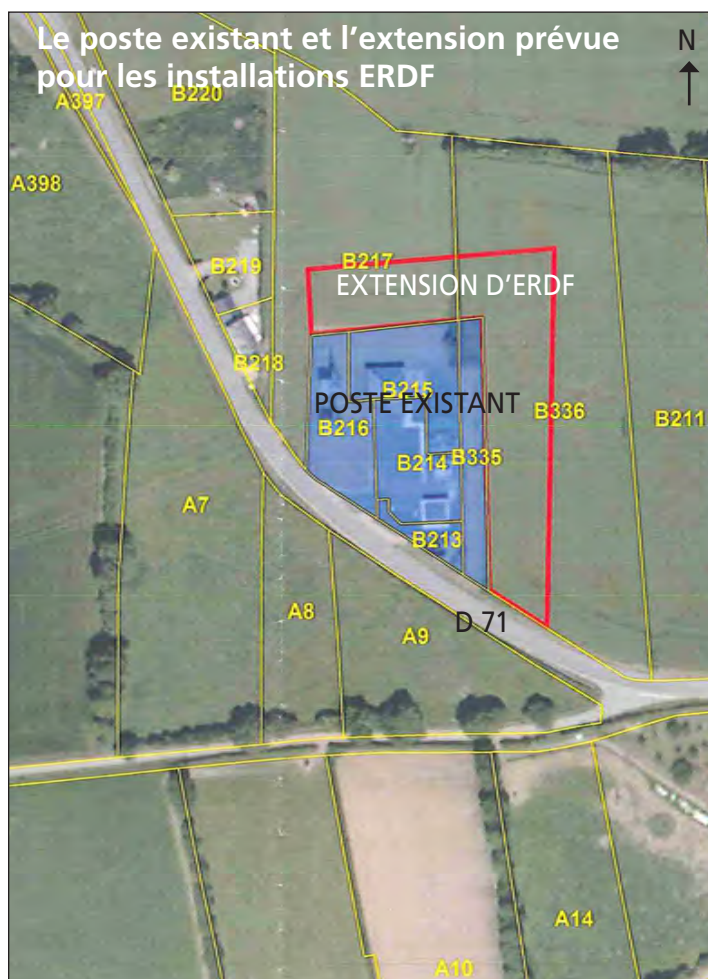 Le poste existant et l'extension prévue
pour les installations ERDF
N
A397
B220
A398
B219
B217
EXTENSION D'ERDF
B218
B215
POSTE EXISTANT
B216
B336
B211
B214
B335
A7
B213
A8
A9
D 71
A14
A10